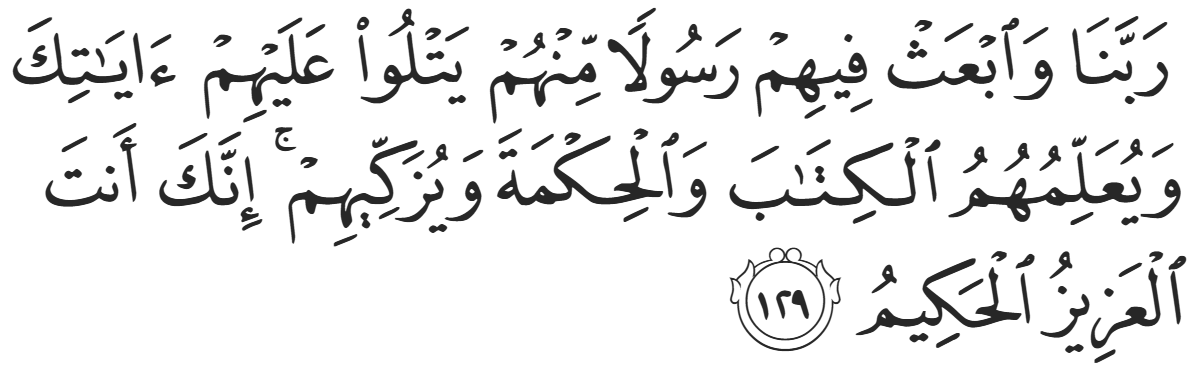 رَبَّنَا وَٱبْعَثْ فِيهِمْ رَسُولًا مِّنْهُمْ يَتْلُوا۟ عَلَيْهِمْ ءَايَـٰتِكَ
وَيُعَلِّمُهُمُ ٱلْكِتَـٰبَ وَٱلْحِكْمَةَ وَيُزَكِّيهِمْ ۚ إِنَّكَ أَنتَ
ٱلْعَزِيزُ ٱلْحَكِيمُ ١٢٩